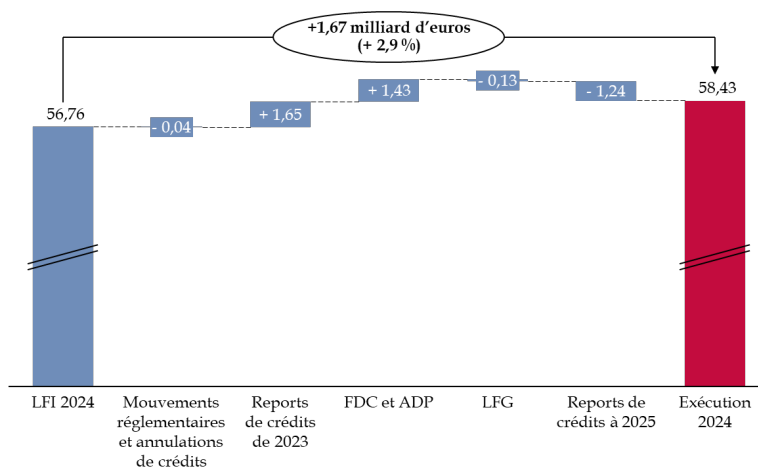 +1,67 milliard d’euros
(+ 2,9 %)
56,76
- 0,04
+ 1,65
+ 1,43
- 0,13
- 1,24
58,43
LFI 2024
Mouvements
réglementaires
et annulations
de crédits
Reports
de crédits
de 2023
FDC et ADP
LFG
Reports de
crédits à 2025
Exécution
2024